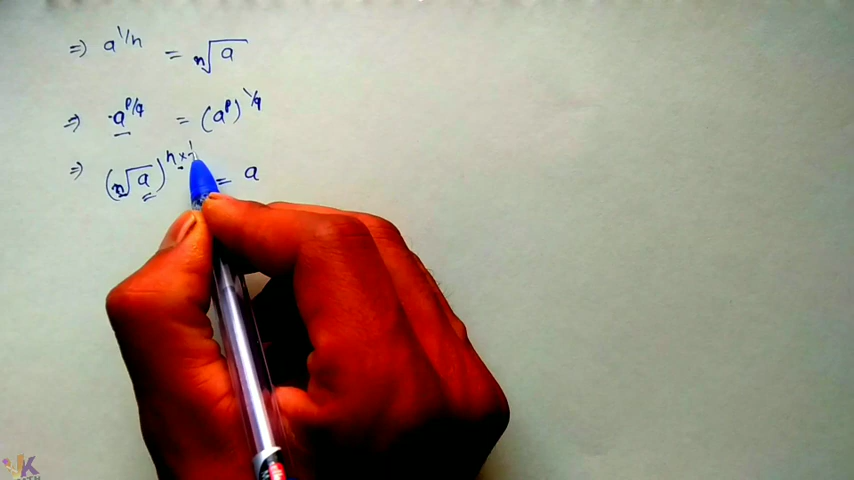 ⇒ a^1/n = n√a
⇒ a^p/q = (a^p)^1/q
⇒ (n√a)^n×1 = a